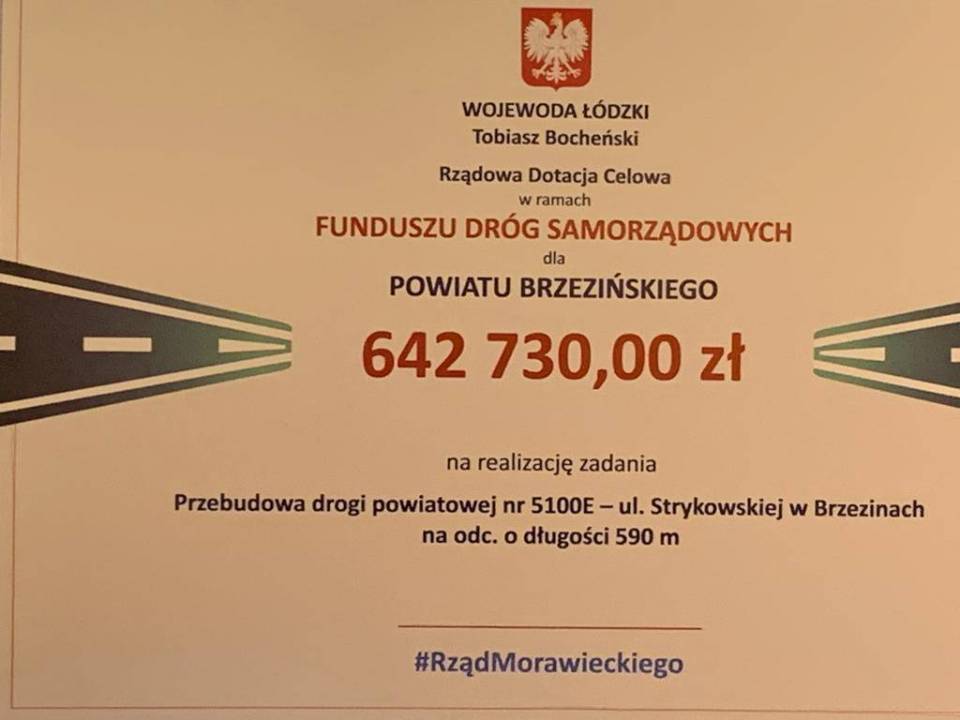 WOJEWODA ŁÓDZKI
Tobiasz Bocheński
Rządowa Dotacja Celowa
w ramach
FUNDUSZU DRÓG SAMORZĄDOWYCH
dla
POWIATU BRZEZIŃSKIEGO
642 730,00 zł
na realizację zadania
Przebudowa drogi powiatowej nr 5100E – ul. Strykowskiej w Brzezinach
na odc. o długości 590 m
#RządMorawieckiego